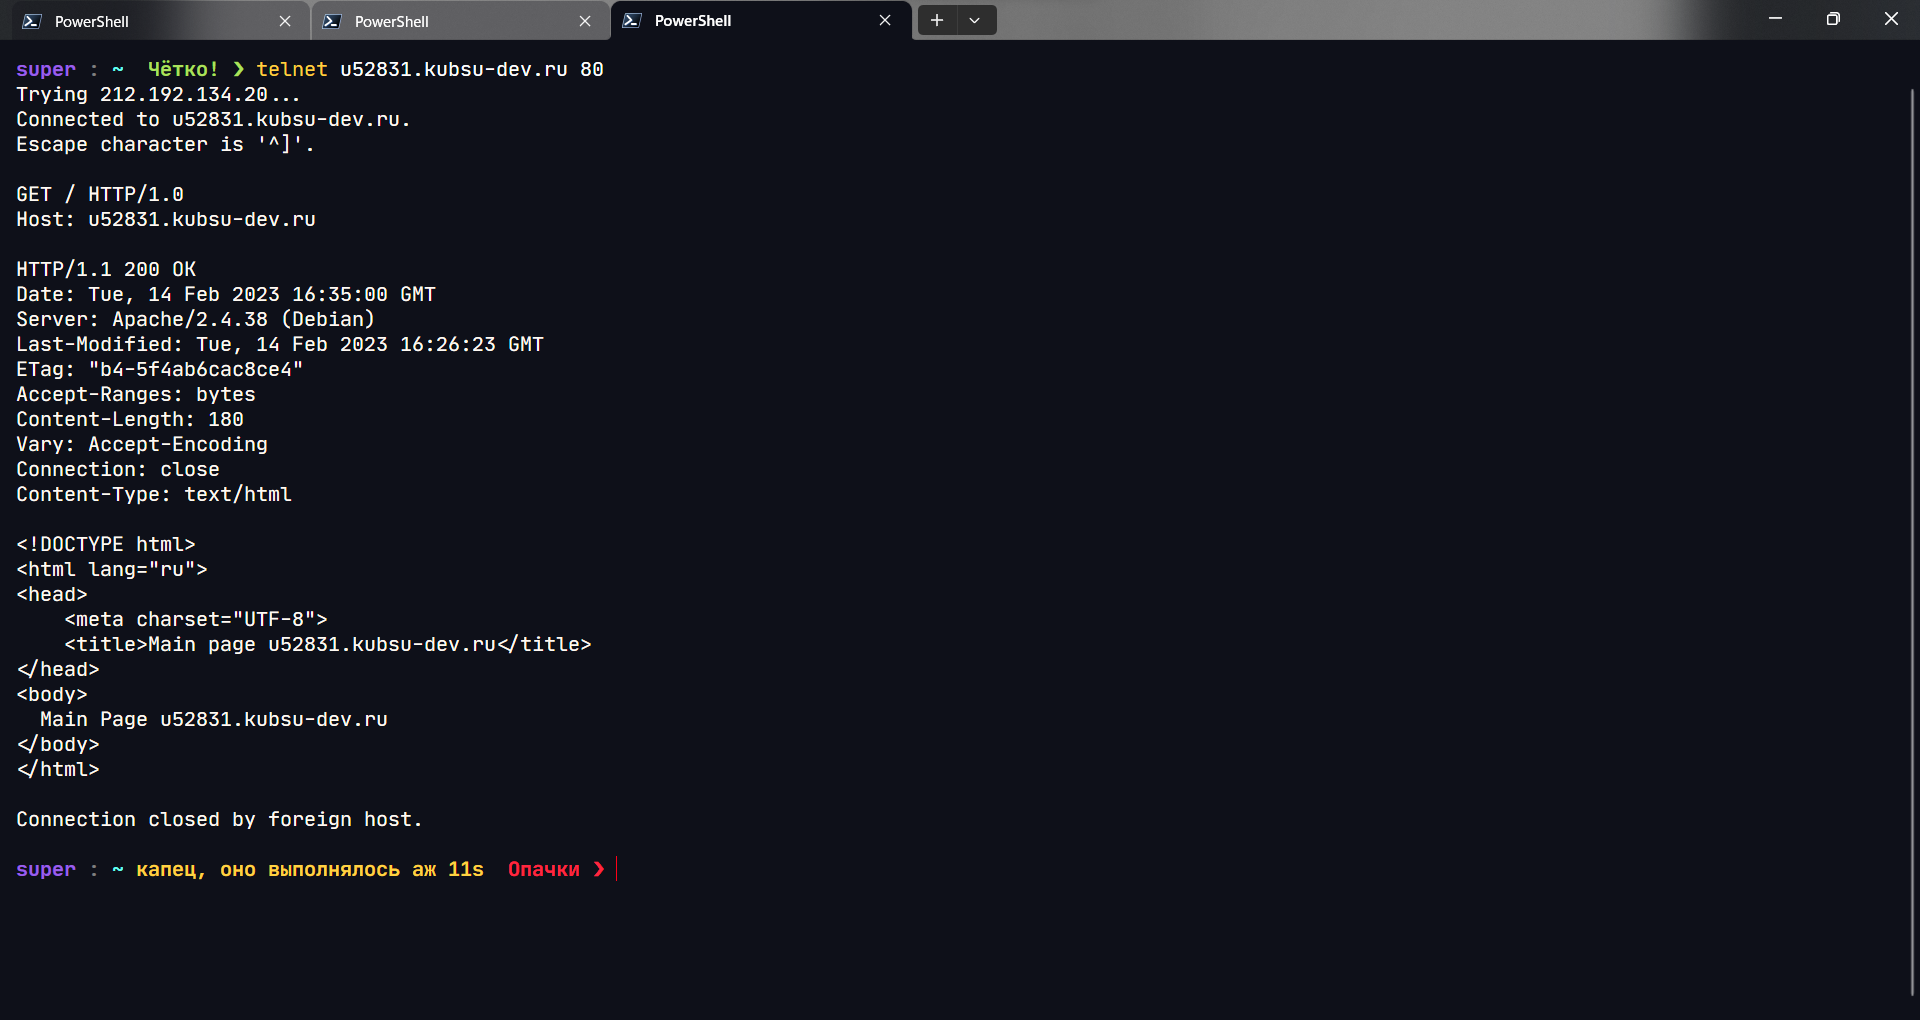 PowerShell
PowerShell
PowerShell
super : ~ Чётко! ❯ telnet u52831.kubsu-dev.ru 80
Trying 212.192.134.20...
Connected to u52831.kubsu-dev.ru.
Escape character is '^]'.
GET / HTTP/1.0
Host: u52831.kubsu-dev.ru
HTTP/1.1 200 OK
Date: Tue, 14 Feb 2023 16:35:00 GMT
Server: Apache/2.4.38 (Debian)
Last-Modified: Tue, 14 Feb 2023 16:26:23 GMT
ETag: "b4-5f4ab6cac8ce4"
Accept-Ranges: bytes
Content-Length: 180
Vary: Accept-Encoding
Connection: close
Content-Type: text/html
<!DOCTYPE html>
<html lang="ru">
<head>
    <meta charset="UTF-8">
    <title>Main page u52831.kubsu-dev.ru</title>
</head>
<body>
  Main Page u52831.kubsu-dev.ru
</body>
</html>
Connection closed by foreign host.
super : ~ капец, оно выполнялось аж 11s Опачки ❯